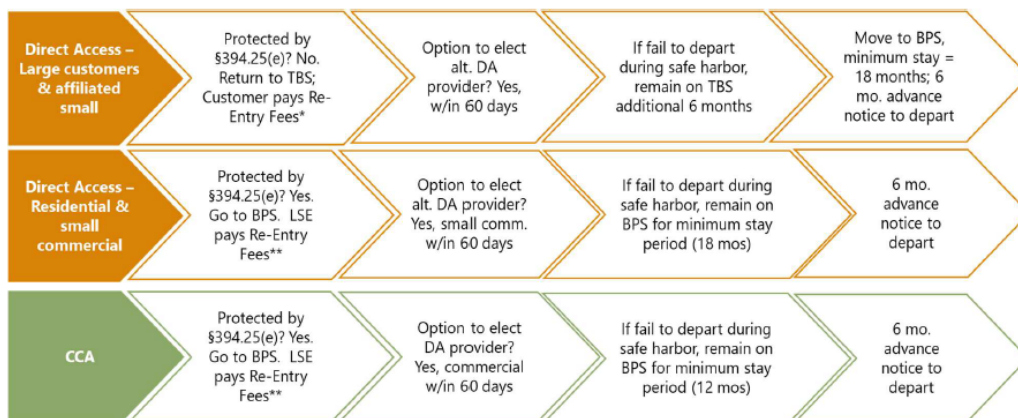 Direct Access –
Large customers
& affiliated
small
Protected by
§394.25(e)? No.
Return to TBS;
Customer pays Re-
Entry Fees*
Option to elect
alt. DA
provider? Yes,
w/in 60 days
If fail to depart
during safe harbor,
remain on TBS
additional 6 months
Move to BPS,
minimum stay =
18 months; 6
mo. advance
notice to depart
Direct Access –
Residential &
small
commercial
Protected by
§394.25(e)? Yes.
Go to BPS.  LSE
pays Re-Entry
Fees**
Option to elect
alt. DA provider?
Yes, small comm.
w/in 60 days
If fail to depart during
safe harbor, remain on
BPS for minimum stay
period (18 mos)
6 mo.
advance
notice to
depart
CCA
Protected by
§394.25(e)? Yes.
Go to BPS.  LSE
pays Re-Entry
Fees**
Option to elect
DA provider?
Yes, commercial
w/in 60 days
If fail to depart during
safe harbor, remain on
BPS for minimum stay
period (12 mos)
6 mo.
advance
notice to
depart